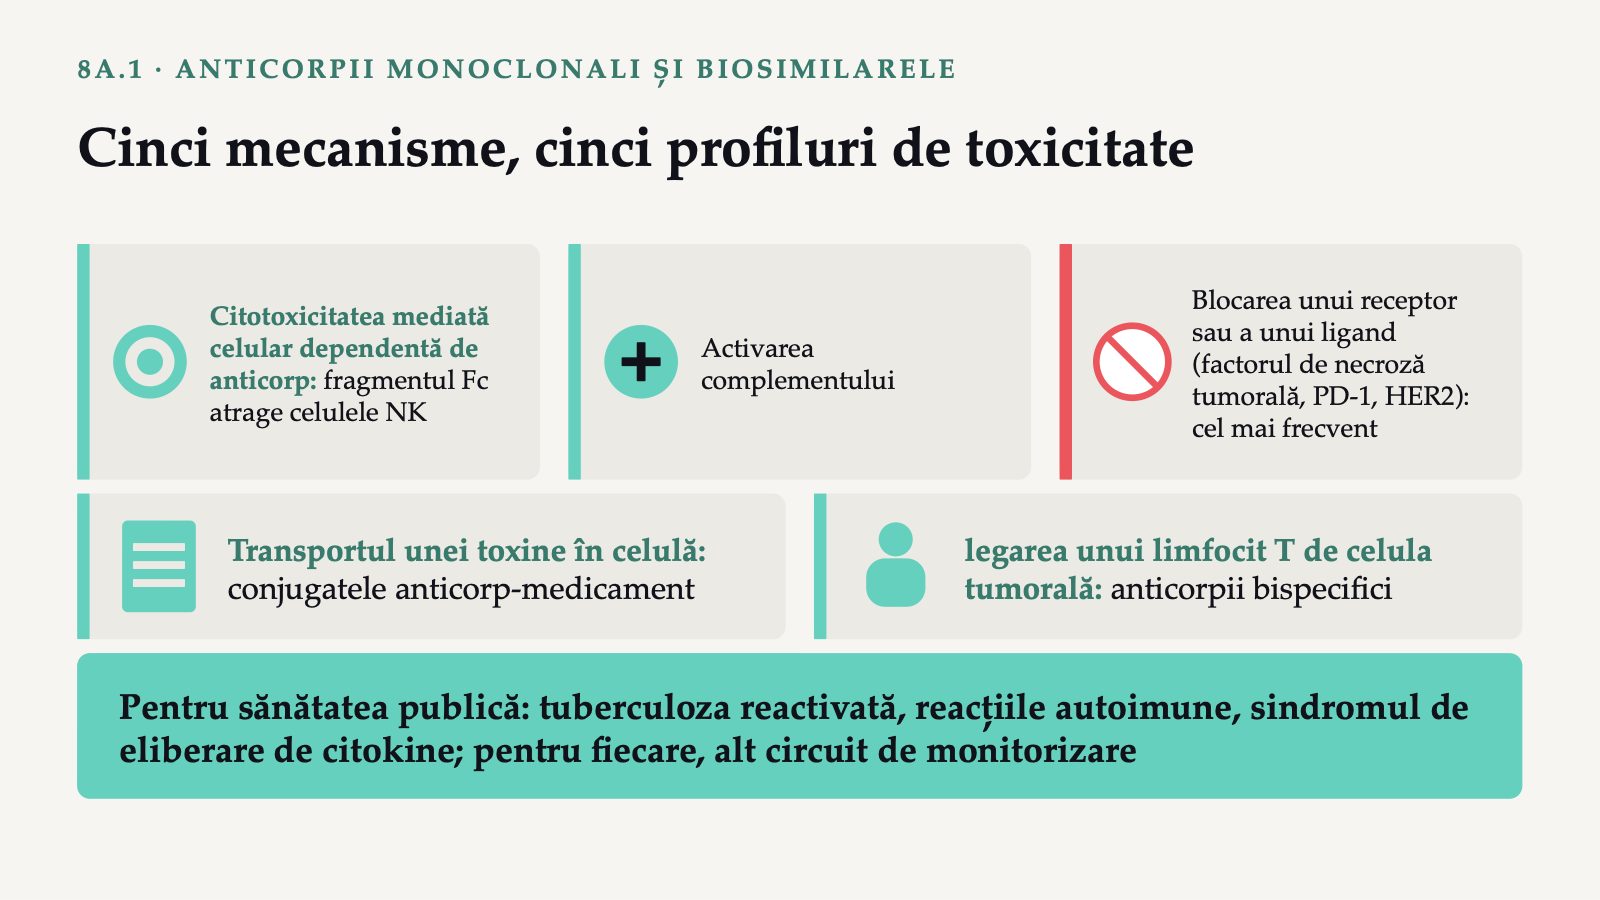 8A.1 · ANTICORPII MONOCLONALI ȘI BIOSIMILARELE
Cinci mecanisme, cinci profiluri de toxicitate
Citotoxicitatea mediată
celular dependentă de
anticorp: fragmentul Fc
atrage celulele NK
Activarea
complementului
Blocarea unui receptor
sau a unui ligand
(factorul de necroză
tumorală, PD-1, HER2):
cel mai frecvent
Transportul unei toxine în celulă:
conjugatele anticorp-medicament
legarea unui limfocit T de celula
tumorală: anticorpii bispecifici
Pentru sănătatea publică: tuberculoza reactivată, reacțiile autoimune, sindromul de
eliberare de citokine; pentru fiecare, alt circuit de monitorizare